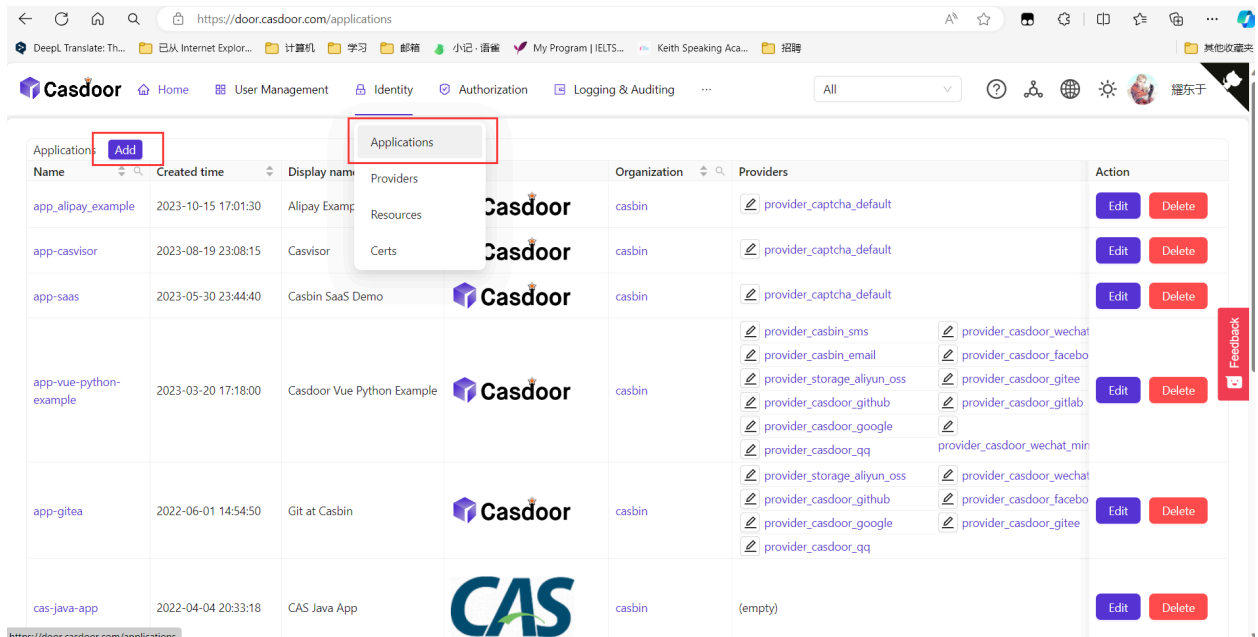 https://door.casdoor.com/applications
DeepL Translate: Th... 已从 Internet Explor... 计算机 学习 邮箱 小记 · 语雀 My Program | IELTS... Keith Speaking Aca... 招聘 其他收藏夹
Casdoor Home User Management Identity Authorization Logging & Auditing ··· All 耀东于
Applications Add
Applications
Providers
Resources
Certs
Name Created time Display name Organization Providers Action
app_alipay_example 2023-10-15 17:01:30 Alipay Examp Casdoor casbin provider_captcha_default Edit Delete
app-casvisor 2023-08-19 23:08:15 Casvisor Casdoor casbin provider_captcha_default Edit Delete
app-saas 2023-05-30 23:44:40 Casbin SaaS Demo Casdoor casbin provider_captcha_default Edit Delete
app-vue-python-
example 2023-03-20 17:18:00 Casdoor Vue Python Example Casdoor casbin
provider_casbin_sms provider_casdoor_wechat
provider_casbin_email provider_casdoor_facebo
provider_storage_aliyun_oss provider_casdoor_gitee
provider_casdoor_github provider_casdoor_gitlab
provider_casdoor_google
provider_casdoor_qq provider_casdoor_wechat_min
Edit Delete
app-gitea 2022-06-01 14:54:50 Git at Casbin Casdoor casbin
provider_storage_aliyun_oss provider_casdoor_wechat
provider_casdoor_github provider_casdoor_facebo
provider_casdoor_google provider_casdoor_gitee
provider_casdoor_qq
Edit Delete
cas-java-app 2022-04-04 20:33:18 CAS Java App CAS casbin (empty) Edit Delete
Feedback
https://door.casdoor.com/applications